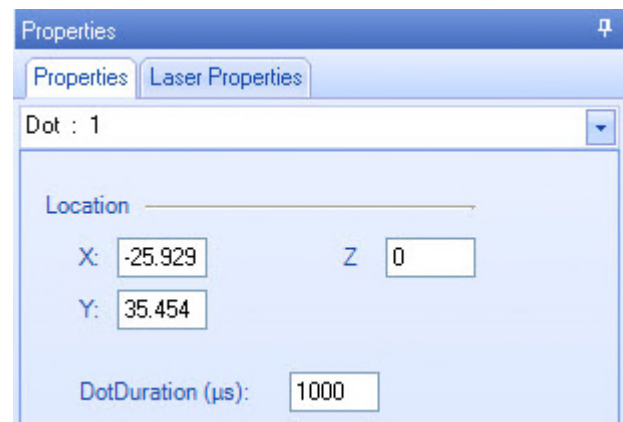 Properties
Properties Laser Properties
Dot : 1
Location
X: -25.929 Z 0
Y: 35.454
DotDuration (µs): 1000